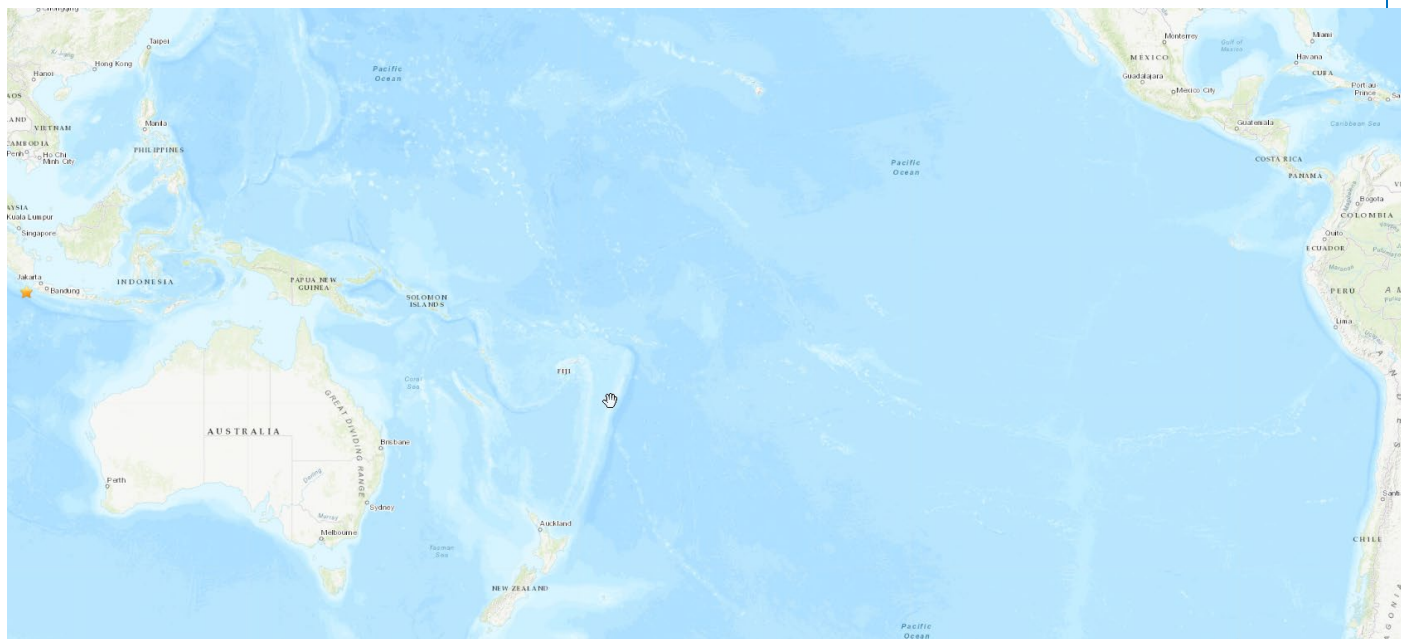 Taipei
Hong Kong
Hanoi
VIETNAM
Manila
PHILIPPINES
Ho Chi
Minh City
Kuala Lumpur
Singapore
Jakarta
Bandung
INDONESIA
PAPUA NEW
GUINEA
SOLOMON
ISLANDS
Pacific
Ocean
Coral
Sea
FIJI
AUSTRALIA
GREAT DIVIDING RANGE
Brisbane
Perth
Darling
Murray
Sydney
Melbourne
Auckland
Tasman
Sea
NEW ZEALAND
Pacific
Ocean
Pacific
Ocean
Monterrey
MÉXICO
Gulf of
Mexico
Miami
Havana
CUBA
Guadalajara
Mexico City
Port-au
Prince
Guatemala
Caribbean Sea
COSTA RICA
PANAMA
Bogota
COLOMBIA
Quito
ECUADOR
PERU
Lima
CHILE